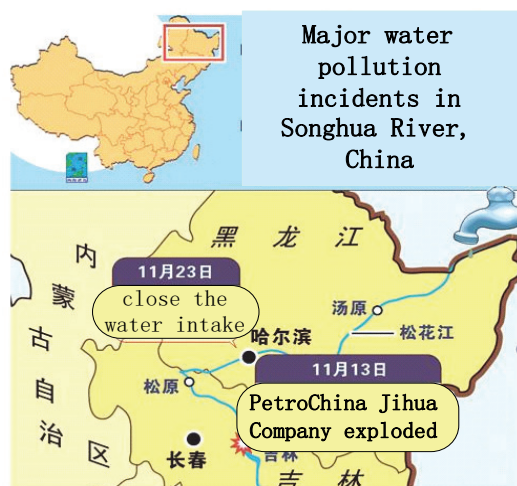 Major water
pollution
incidents in
Songhua River,
China
黑龙江
内蒙古自治区
11月23日
close the
water intake
汤原
哈尔滨
松花江
11月13日
松原
PetroChina Jihua
Company exploded
长春
吉林
吉林